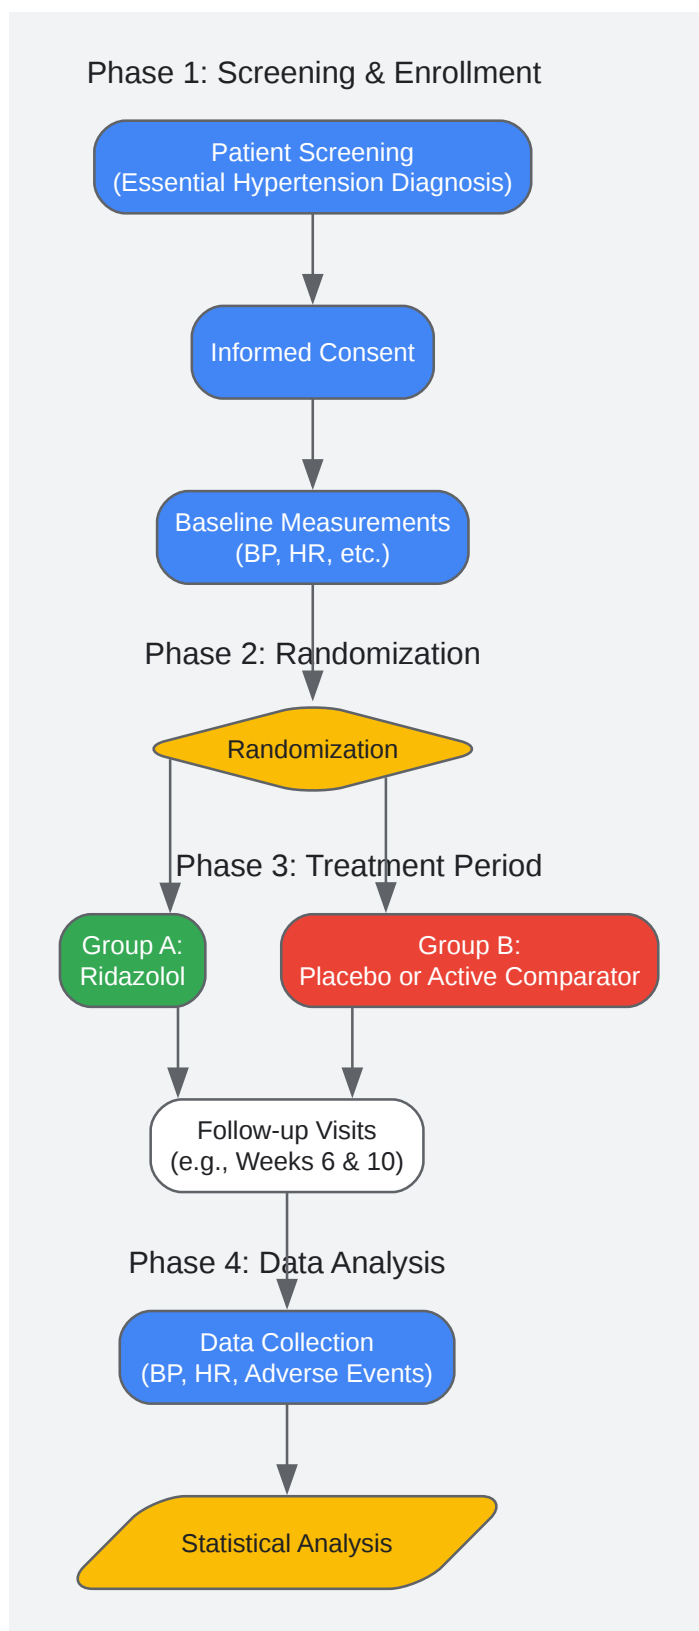 Phase 1: Screening & Enrollment
Patient Screening
(Essential Hypertension Diagnosis)
Informed Consent
Baseline Measurements
(BP, HR, etc.)
Phase 2: Randomization
Randomization
Phase 3: Treatment Period
Group A:
Ridazolol
Group B:
Placebo or Active Comparator
Follow-up Visits
(e.g., Weeks 6 & 10)
Phase 4: Data Analysis
Data Collection
(BP, HR, Adverse Events)
Statistical Analysis